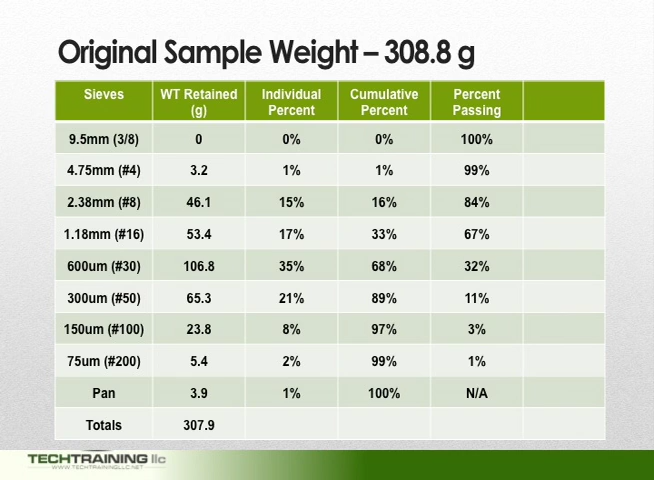 Original Sample Weight – 308.8 g
Sieves WT Retained (g) Individual Percent Cumulative Percent Percent Passing
9.5mm (3/8) 0 0% 0% 100%
4.75mm (#4) 3.2 1% 1% 99%
2.38mm (#8) 46.1 15% 16% 84%
1.18mm (#16) 53.4 17% 33% 67%
600um (#30) 106.8 35% 68% 32%
300um (#50) 65.3 21% 89% 11%
150um (#100) 23.8 8% 97% 3%
75um (#200) 5.4 2% 99% 1%
Pan 3.9 1% 100% N/A
Totals 307.9
TECHTRAINING llc
WWW.TECHTRAININGLLC.NET